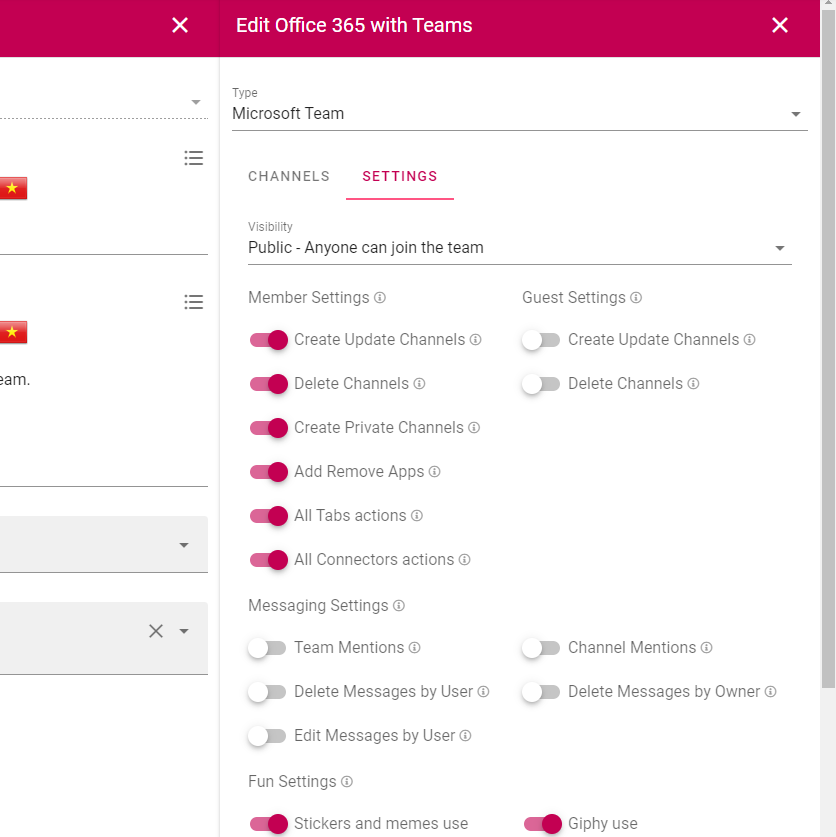 Edit Office 365 with Teams
Type
Microsoft Team
CHANNELS SETTINGS
Visibility
Public - Anyone can join the team
Member Settings
Guest Settings
Create Update Channels
Create Update Channels
Delete Channels
Delete Channels
Create Private Channels
eam.
Add Remove Apps
All Tabs actions
All Connectors actions
Messaging Settings
Team Mentions
Channel Mentions
Delete Messages by User
Delete Messages by Owner
Edit Messages by User
Fun Settings
Stickers and memes use
Giphy use